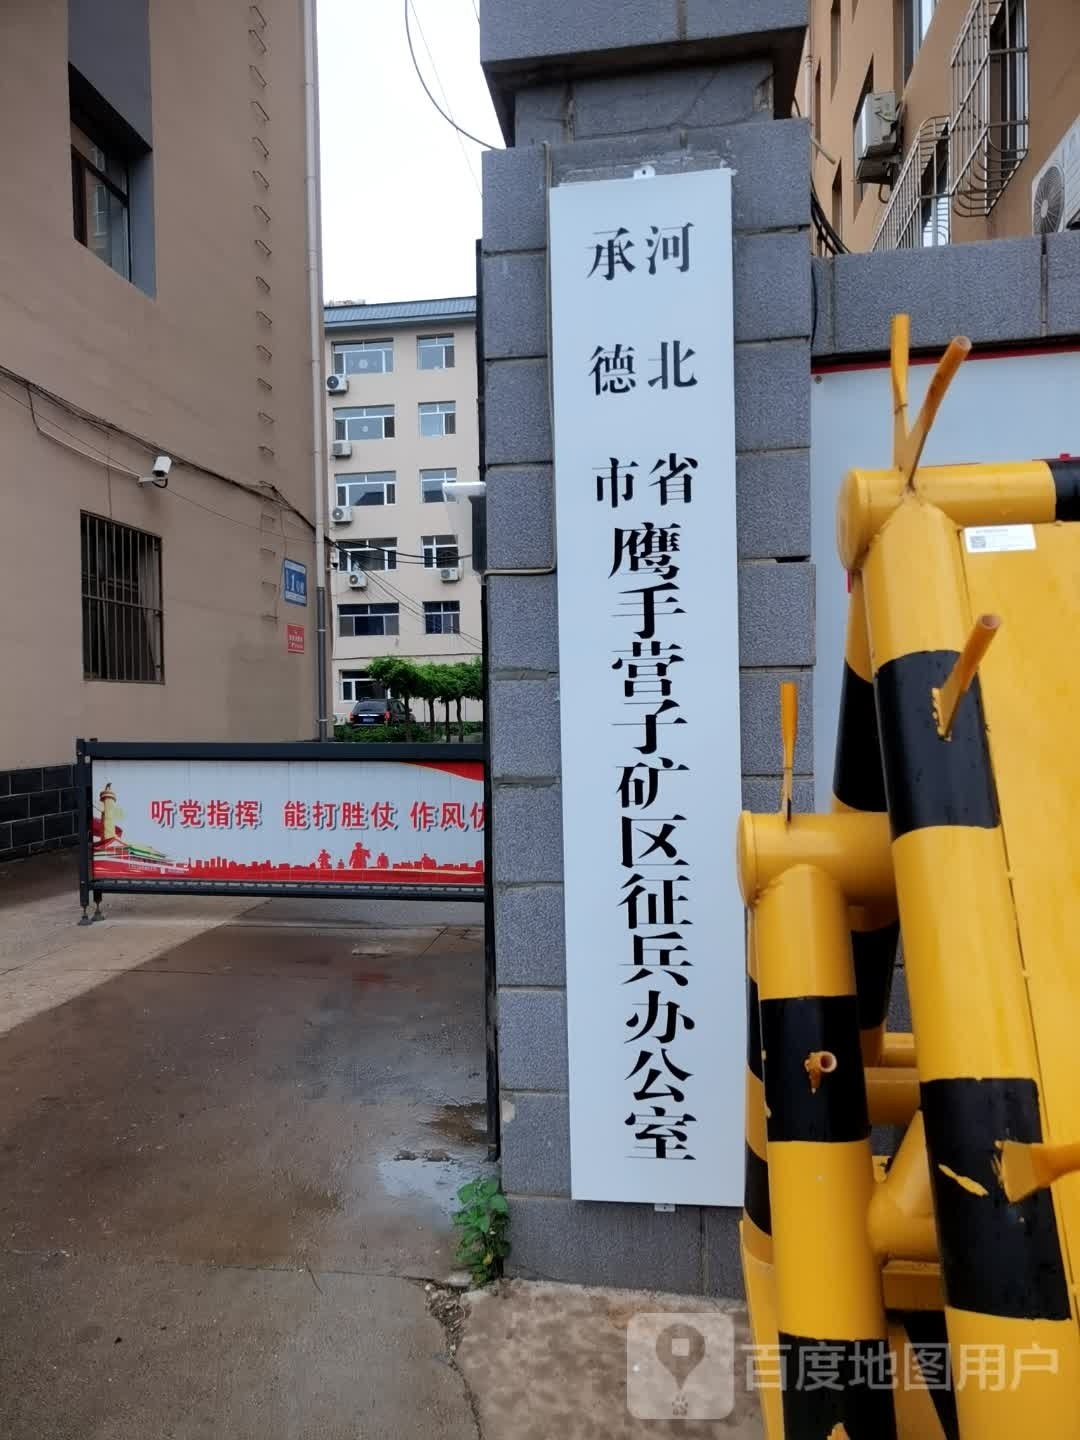 河北省
承德市
鹰手营子矿区征兵办公室
听党指挥 能打胜仗 作风优
百度地图用户